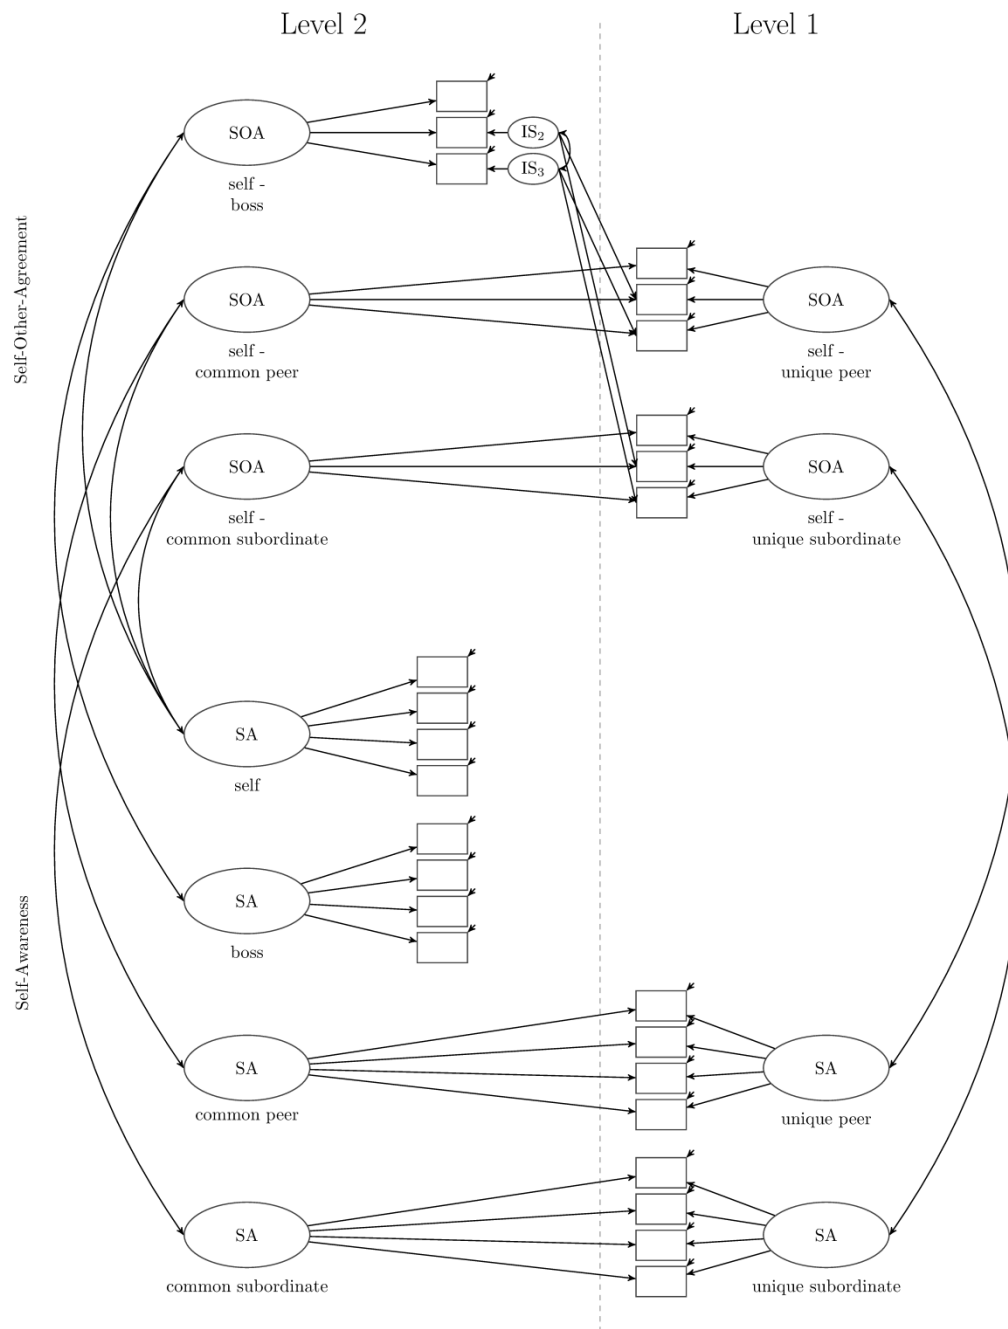 Level 2
Level 1
Self-Other-Agreement
SOA
self -
boss
IS2
IS3
SOA
self -
common peer
SOA
self -
unique peer
SOA
self -
common subordinate
SOA
self -
unique subordinate
Self-Awareness
SA
self
SA
boss
SA
common peer
SA
unique peer
SA
common subordinate
SA
unique subordinate